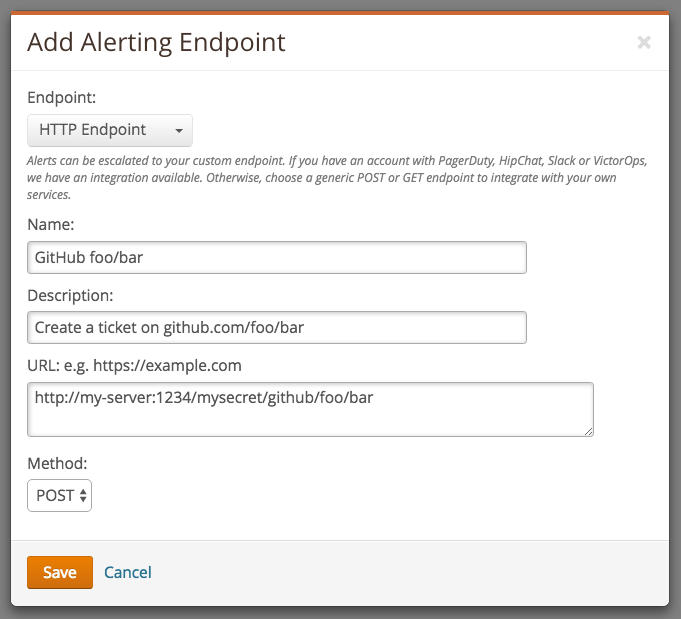 Add Alerting Endpoint
Endpoint:
HTTP Endpoint
Alerts can be escalated to your custom endpoint. If you have an account with PagerDuty, HipChat, Slack or VictorOps,
we have an integration available. Otherwise, choose a generic POST or GET endpoint to integrate with your own
services.
Name:
GitHub foo/bar
Description:
Create a ticket on github.com/foo/bar
URL: e.g. https://example.com
http://my-server:1234/mysecret/github/foo/bar
Method:
POST
Save Cancel